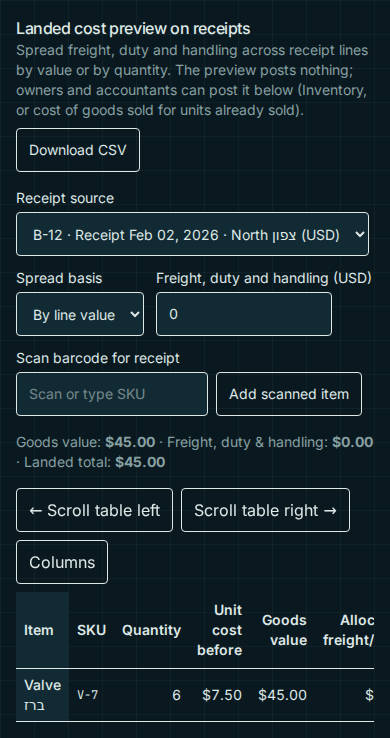 Landed cost preview on receipts
Spread freight, duty and handling across receipt lines
by value or by quantity. The preview posts nothing;
owners and accountants can post it below (Inventory,
or cost of goods sold for units already sold).
Download CSV
Receipt source
B-12 · Receipt Feb 02, 2026 · North צפון (USD)
Spread basis
Freight, duty and handling (USD)
By line value
0
Scan barcode for receipt
Scan or type SKU
Add scanned item
Goods value: $45.00 · Freight, duty & handling: $0.00
· Landed total: $45.00
← Scroll table left
Scroll table right →
Columns
Item SKU Quantity Unit cost before Goods value Alloc freight/
Valve ברז V-7 6 $7.50 $45.00 $